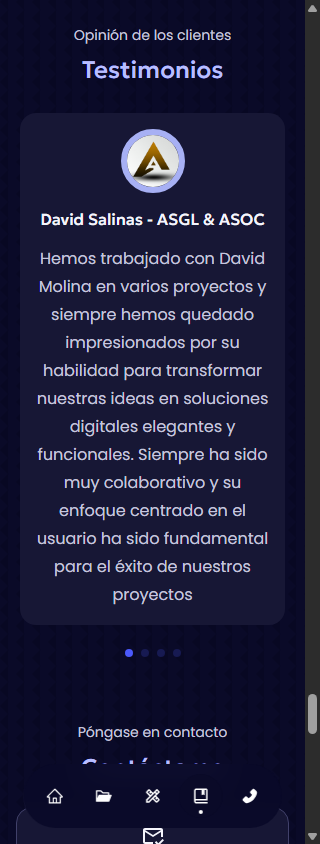 Opinión de los clientes
Testimonios
David Salinas - ASGL & ASOC
Hemos trabajado con David
Molina en varios proyectos y
siempre hemos quedado
impresionados por su
habilidad para transformar
nuestras ideas en soluciones
digitales elegantes y
funcionales. Siempre ha sido
muy colaborativo y su
enfoque centrado en el
usuario ha sido fundamental
para el éxito de nuestros
proyectos
Póngase en contacto